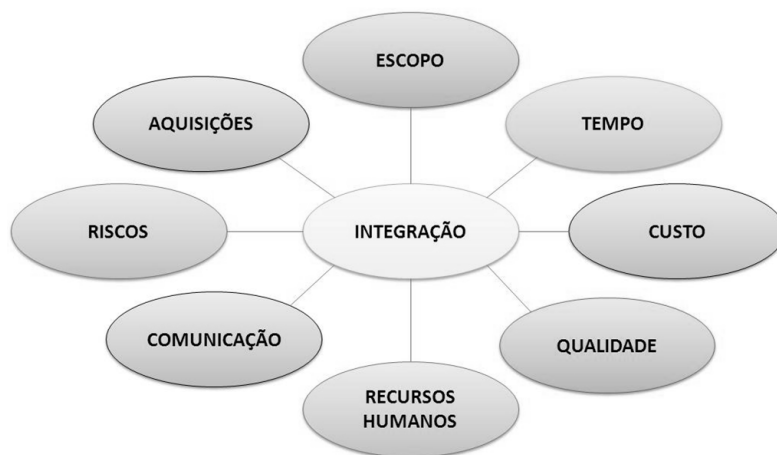 ESCOPO
AQUISIÇÕES
TEMPO
RISCOS
INTEGRAÇÃO
CUSTO
COMUNICAÇÃO
QUALIDADE
RECURSOS
HUMANOS